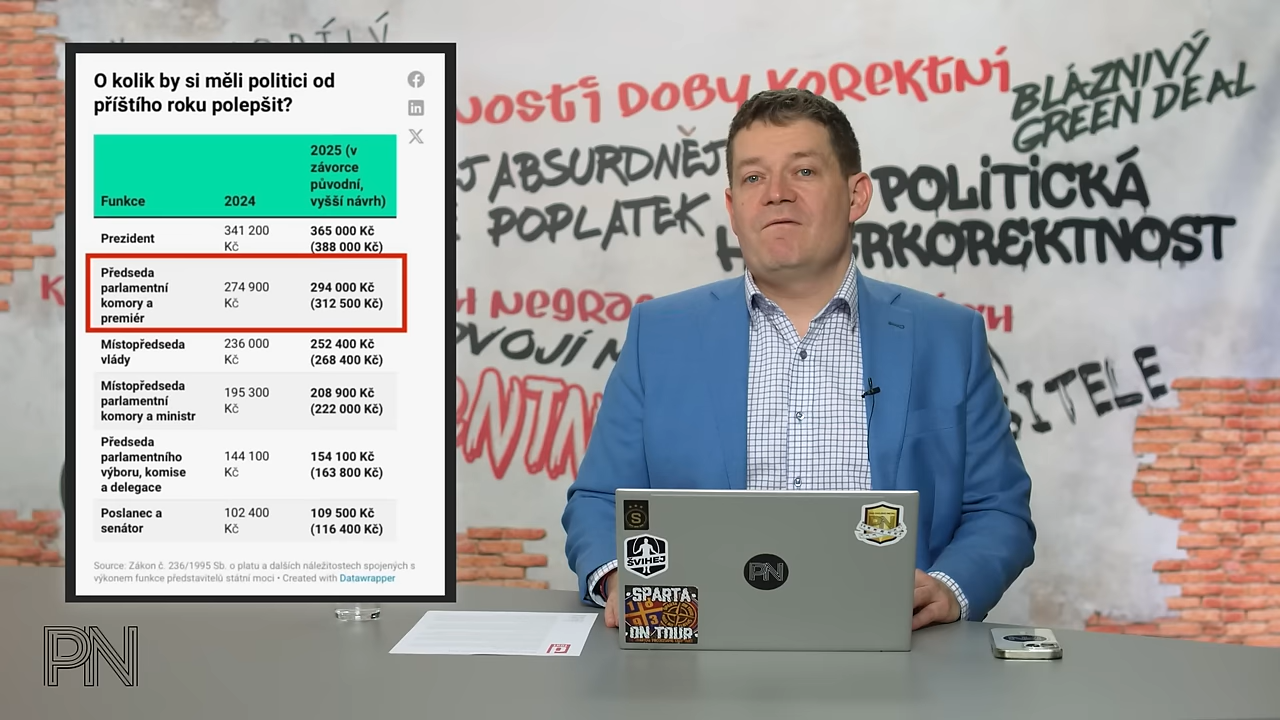 O kolik by si měli politici od
příštího roku polepšit?
Funkce
2024
2025 (v
závorce
původní,
vyšší návrh)
Prezident
341 200
Kč
365 000 Kč
(388 000 Kč)
Předseda
parlamentní
komory a
premiér
274 900
Kč
294 000 Kč
(312 500 Kč)
Místopředseda
vlády
236 000
Kč
252 400 Kč
(268 400 Kč)
Místopředseda
parlamentní
komory a ministr
195 300
Kč
208 900 Kč
(222 000 Kč)
Předseda
parlamentního
výboru, komise
a delegace
144 100
Kč
154 100 Kč
(163 800 Kč)
Poslanec a
senátor
102 400
Kč
109 500 Kč
(116 400 Kč)
Source: Zákon č. 236/1995 Sb. o platu a dalších náležitostech spojených s
výkonem funkce představitelů státní moci • Created with Datawrapper
DOBY KOREKTNÍ
BLÁZNIVÝ
GREEN DEAL
ABSURDNĚJ
POPLATEK
POLITICKÁ
S
ŠVIHEJ
SPARTA
ON TOUR
PN
PN
PN